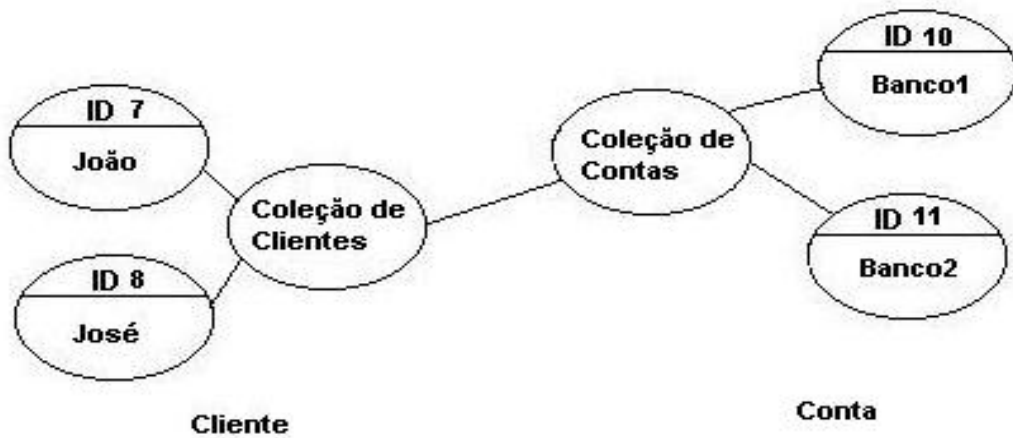 ID 7
João
ID 8
José
Coleção de
Clientes
Coleção de
Contas
ID 10
Banco1
ID 11
Banco2
Cliente
Conta